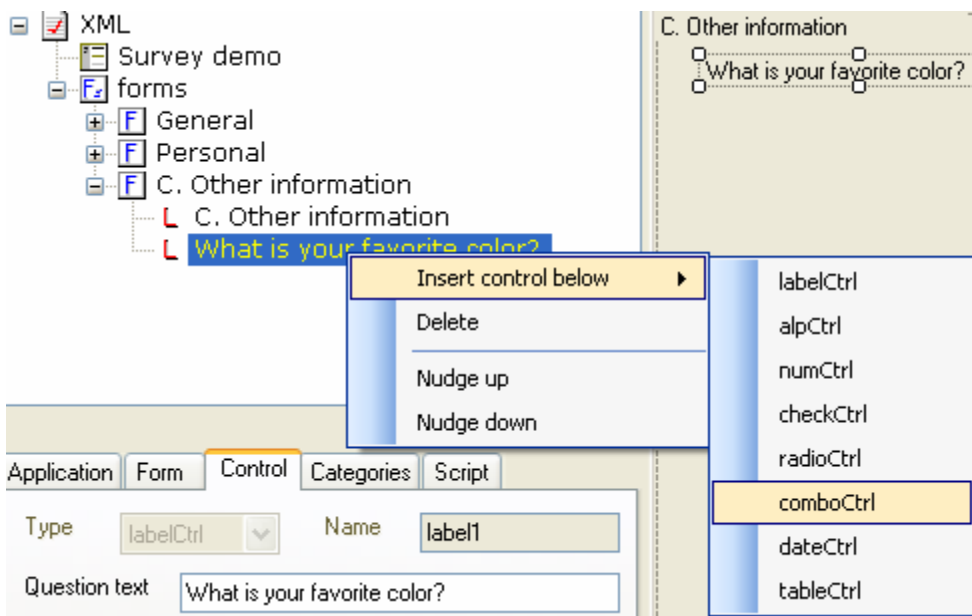 XML
Survey demo
forms
General
Personal
C. Other information
C. Other information
What is your favorite color?
C. Other information
What is your favorite color?
Insert control below
Delete
Nudge up
Nudge down
labelCtrl
alpCtrl
numCtrl
checkCtrl
radioCtrl
comboCtrl
dateCtrl
tableCtrl
Application Form Control Categories Script
Type labelCtrl Name label1
Question text What is your favorite color?